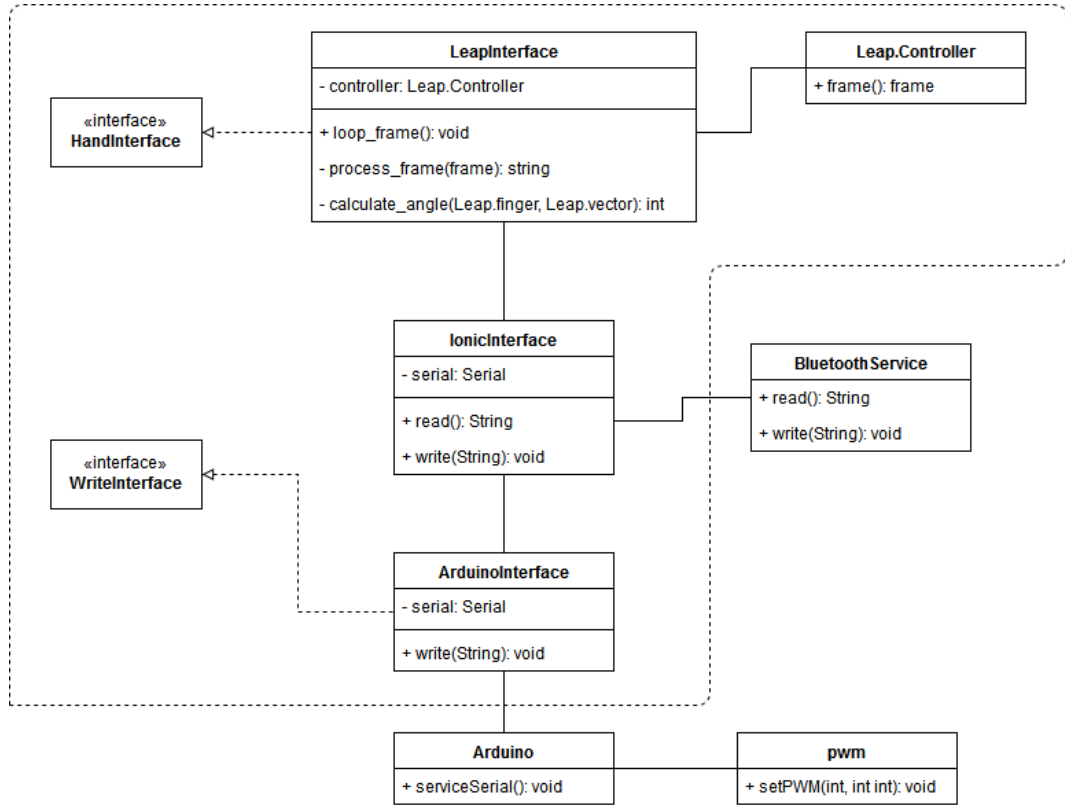 LeapInterface
- controller: Leap.Controller
+ loop_frame(): void
- process_frame(frame): string
- calculate_angle(Leap.finger, Leap.vector): int
Leap.Controller
+ frame(): frame
«interface»
HandInterface
IonicInterface
- serial: Serial
+ read(): String
+ write(String): void
BluetoothService
+ read(): String
+ write(String): void
«interface»
WriteInterface
ArduinoInterface
- serial: Serial
+ write(String): void
Arduino
+ serviceSerial(): void
pwm
+ setPWM(int, int int): void